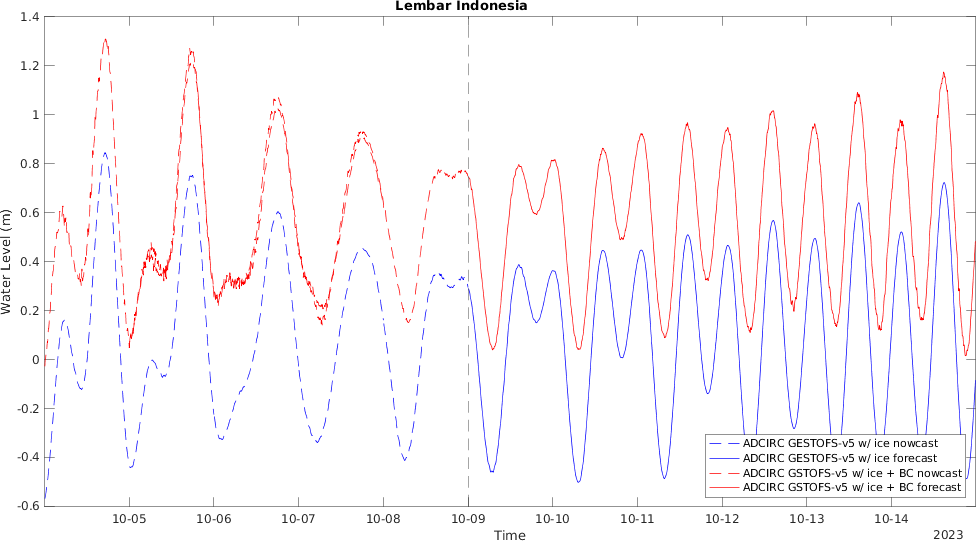 Lembar Indonesia
1.4
1.2
1
0.8
0.6
0.4
0.2
0
-0.2
-0.4
-0.6
Water Level (m)
ADCIRC GESTOFS-v5 w/ ice nowcast
ADCIRC GESTOFS-v5 w/ ice forecast
ADCIRC GSTOFS-v5 w/ ice + BC nowcast
ADCIRC GSTOFS-v5 w/ ice + BC forecast
10-05 10-06 10-07 10-08 10-09 10-10 10-11 10-12 10-13 10-14
Time
2023